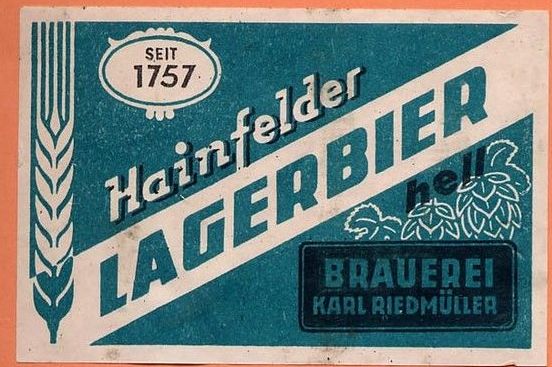 SEIT
1757
Hainfelder
LAGERBIER
hell
BRAUEREI
KARL RIEDMÜLLER